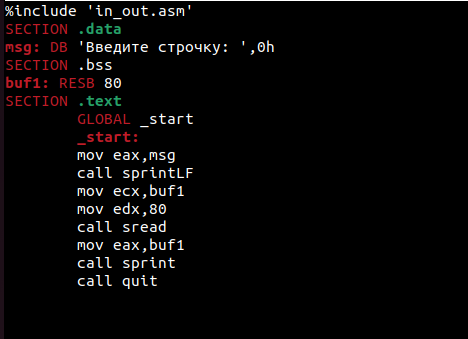 %include 'in_out.asm'
SECTION .data
msg: DB 'Введите строчку: ',0h
SECTION .bss
buf1: RESB 80
SECTION .text
GLOBAL _start
_start:
mov eax,msg
call sprintLF
mov ecx,buf1
mov edx,80
call sread
mov eax,buf1
call sprint
call quit